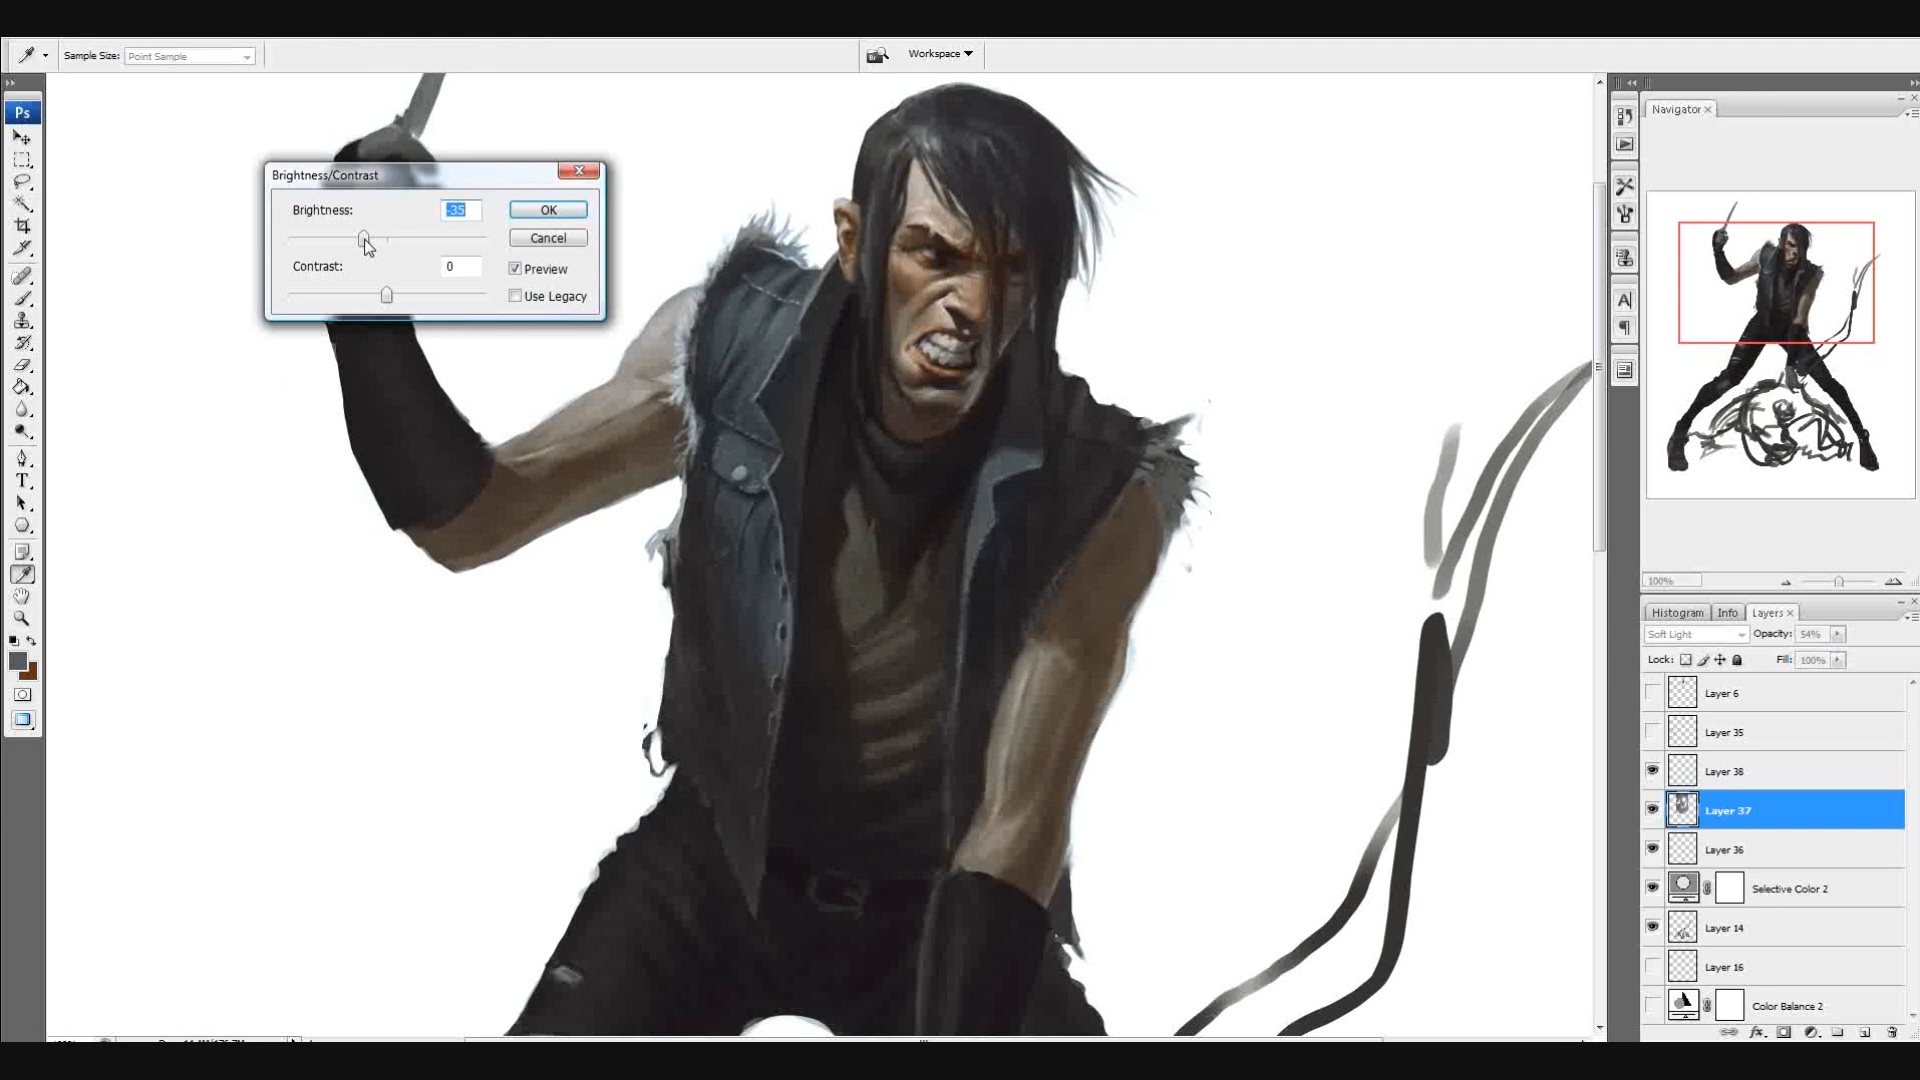 Sample Size: Point Sample
Br
Workspace
Ps
Navigator
Brightness/Contrast
Brightness: -35 OK
Cancel
Contrast: 0
Preview
Use Legacy
A
T
100%
Histogram Info Layers
Soft Light Opacity: 54%
Lock: Fill: 100%
Layer 6
Layer 35
Layer 38
Layer 37
Layer 36
Selective Color 2
Layer 14
Layer 16
Color Balance 2
fx